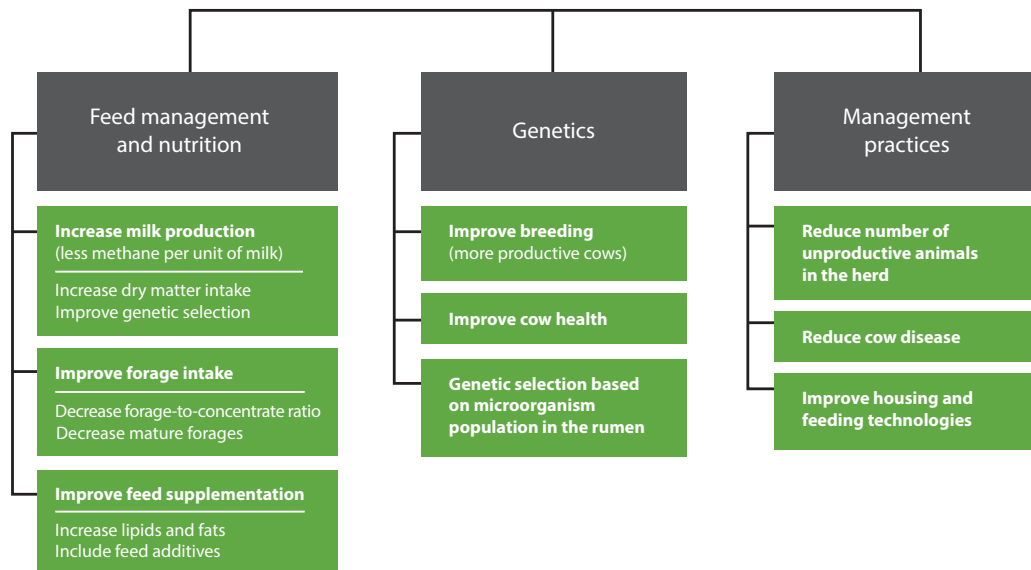 Feed management
and nutrition
Increase milk production
(less methane per unit of milk)
Increase dry matter intake
Improve genetic selection
Improve forage intake
Decrease forage-to-concentrate ratio
Decrease mature forages
Improve feed supplementation
Increase lipids and fats
Include feed additives
Genetics
Improve breeding
(more productive cows)
Improve cow health
Genetic selection based
on microorganism
population in the rumen
Management
practices
Reduce number of
unproductive animals
in the herd
Reduce cow disease
Improve housing and
feeding technologies